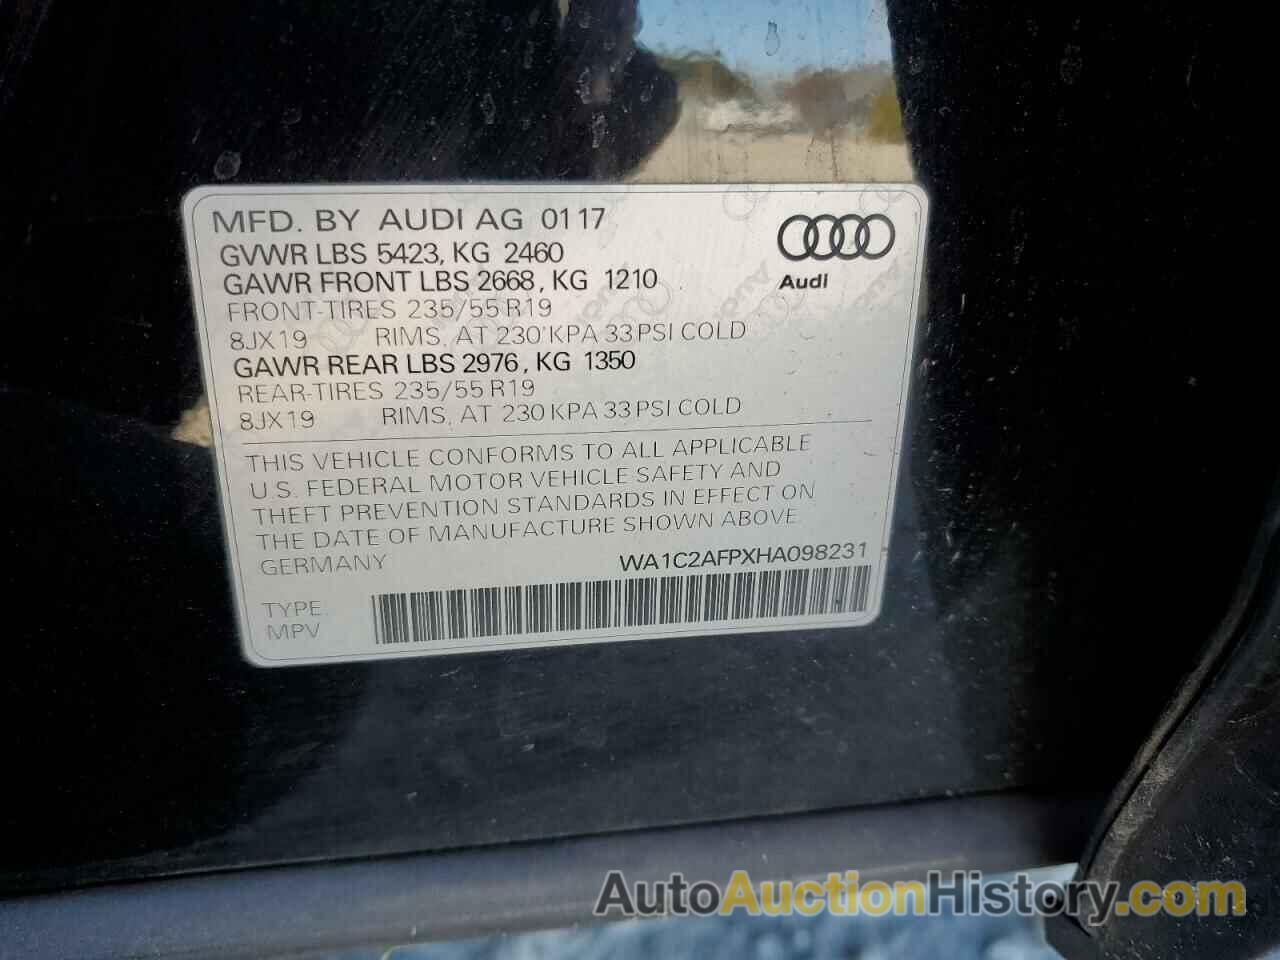 MFD. BY AUDI AG 01 17
GVWR LBS 5423, KG 2460
GAWR FRONT LBS 2668, KG 1210
FRONT-TIRES 235/55 R19
8JX19 RIMS, AT 230 KPA 33 PSI COLD
GAWR REAR LBS 2976, KG 1350
REAR-TIRES 235/55 R19
8JX19 RIMS, AT 230 KPA 33 PSI COLD
Audi
THIS VEHICLE CONFORMS TO ALL APPLICABLE
U.S. FEDERAL MOTOR VEHICLE SAFETY AND
THEFT PREVENTION STANDARDS IN EFFECT ON
THE DATE OF MANUFACTURE SHOWN ABOVE.
GERMANY WA1C2AFPXHA098231
TYPE
MPV
AutoAuctionHistory.com